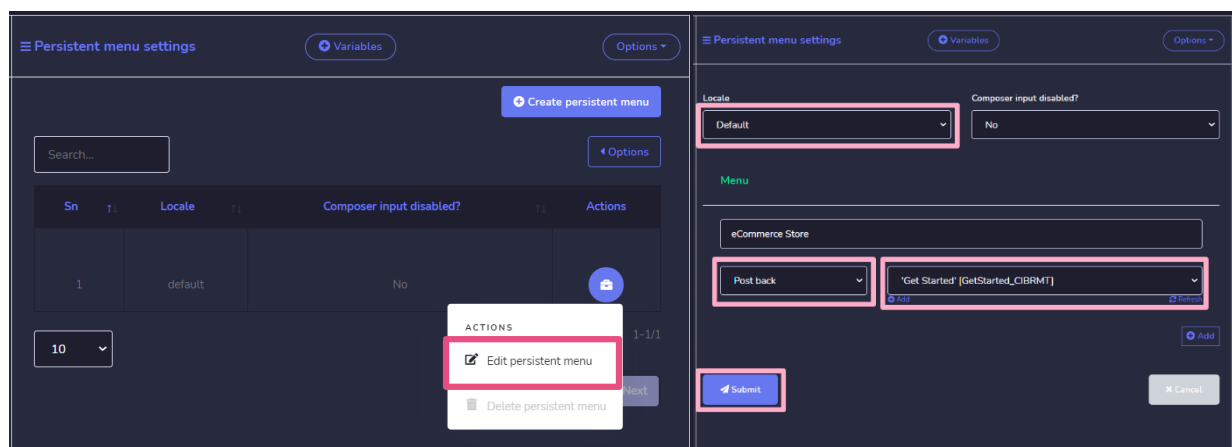 Persistent menu settings
Variables
Options
Create persistent menu
Search...
Options
Sn Locale Composer input disabled? Actions
1 default No
ACTIONS
1-1/1
10
Edit persistent menu
Next
Delete persistent menu
Persistent menu settings
Variables
Options
Locale Composer input disabled?
Default No
Menu
eCommerce Store
Post back 'Get Started' [GetStarted_CIBRMT]
Add Refresh
Add
Submit Cancel